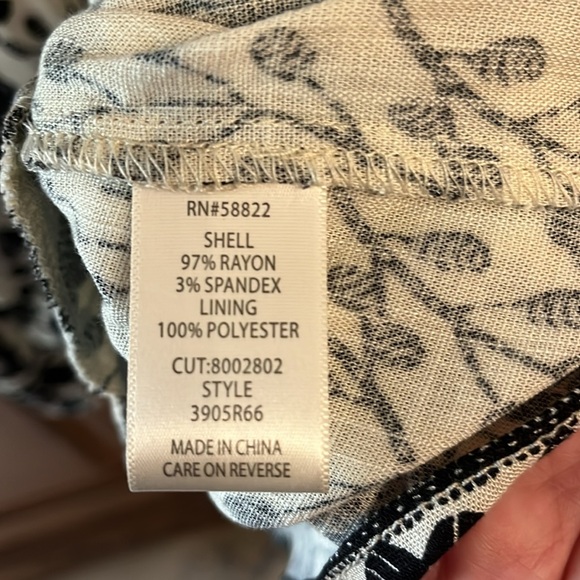 RN#58822
SHELL
97% RAYON
3% SPANDEX
LINING
100% POLYESTER
CUT:8002802
STYLE
3905R66
MADE IN CHINA
CARE ON REVERSE